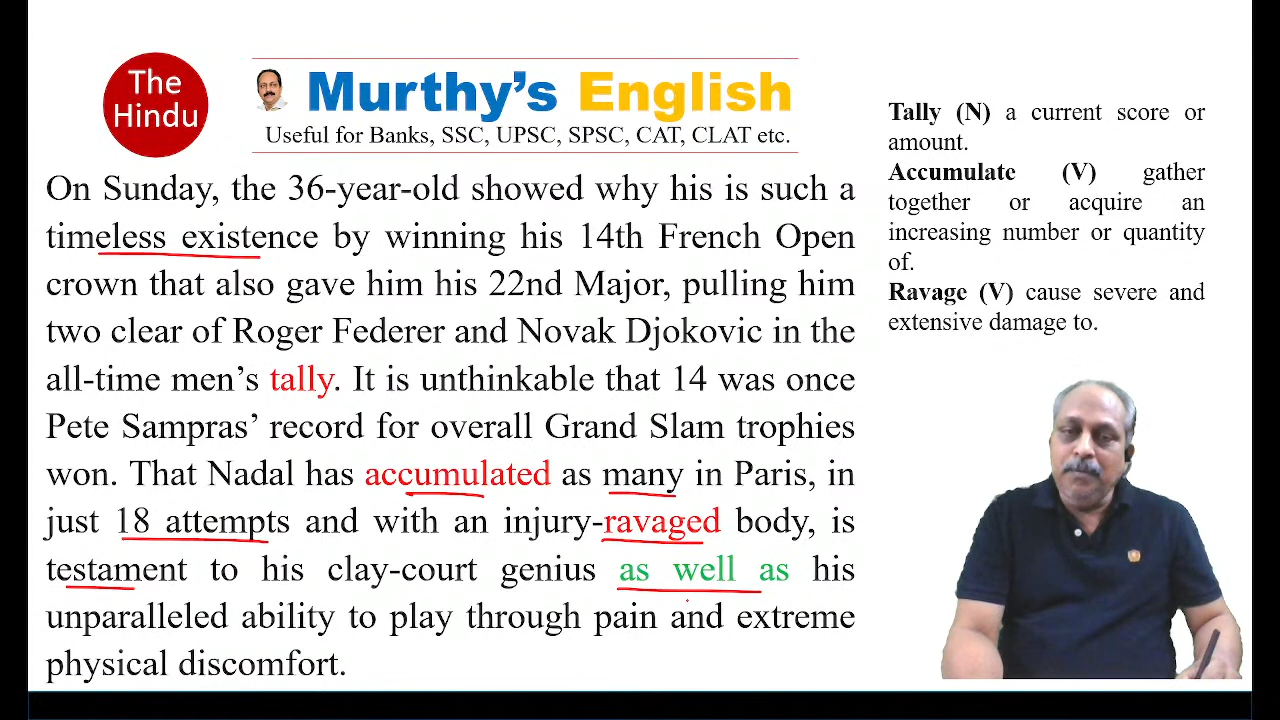 The
Hindu
Murthy's English
Useful for Banks, SSC, UPSC, SPSC, CAT, CLAT etc.
On Sunday, the 36-year-old showed why his is such a
timeless existence by winning his 14th French Open
crown that also gave him his 22nd Major, pulling him
two clear of Roger Federer and Novak Djokovic in the
all-time men’s tally. It is unthinkable that 14 was once
Pete Sampras’ record for overall Grand Slam trophies
won. That Nadal has accumulated as many in Paris, in
just 18 attempts and with an injury-ravaged body, is
testament to his clay-court genius as well as his
unparalleled ability to play through pain and extreme
physical discomfort.
Tally (N) a current score or
amount.
Accumulate (V) gather
together or acquire an
increasing number or quantity
of.
Ravage (V) cause severe and
extensive damage to.